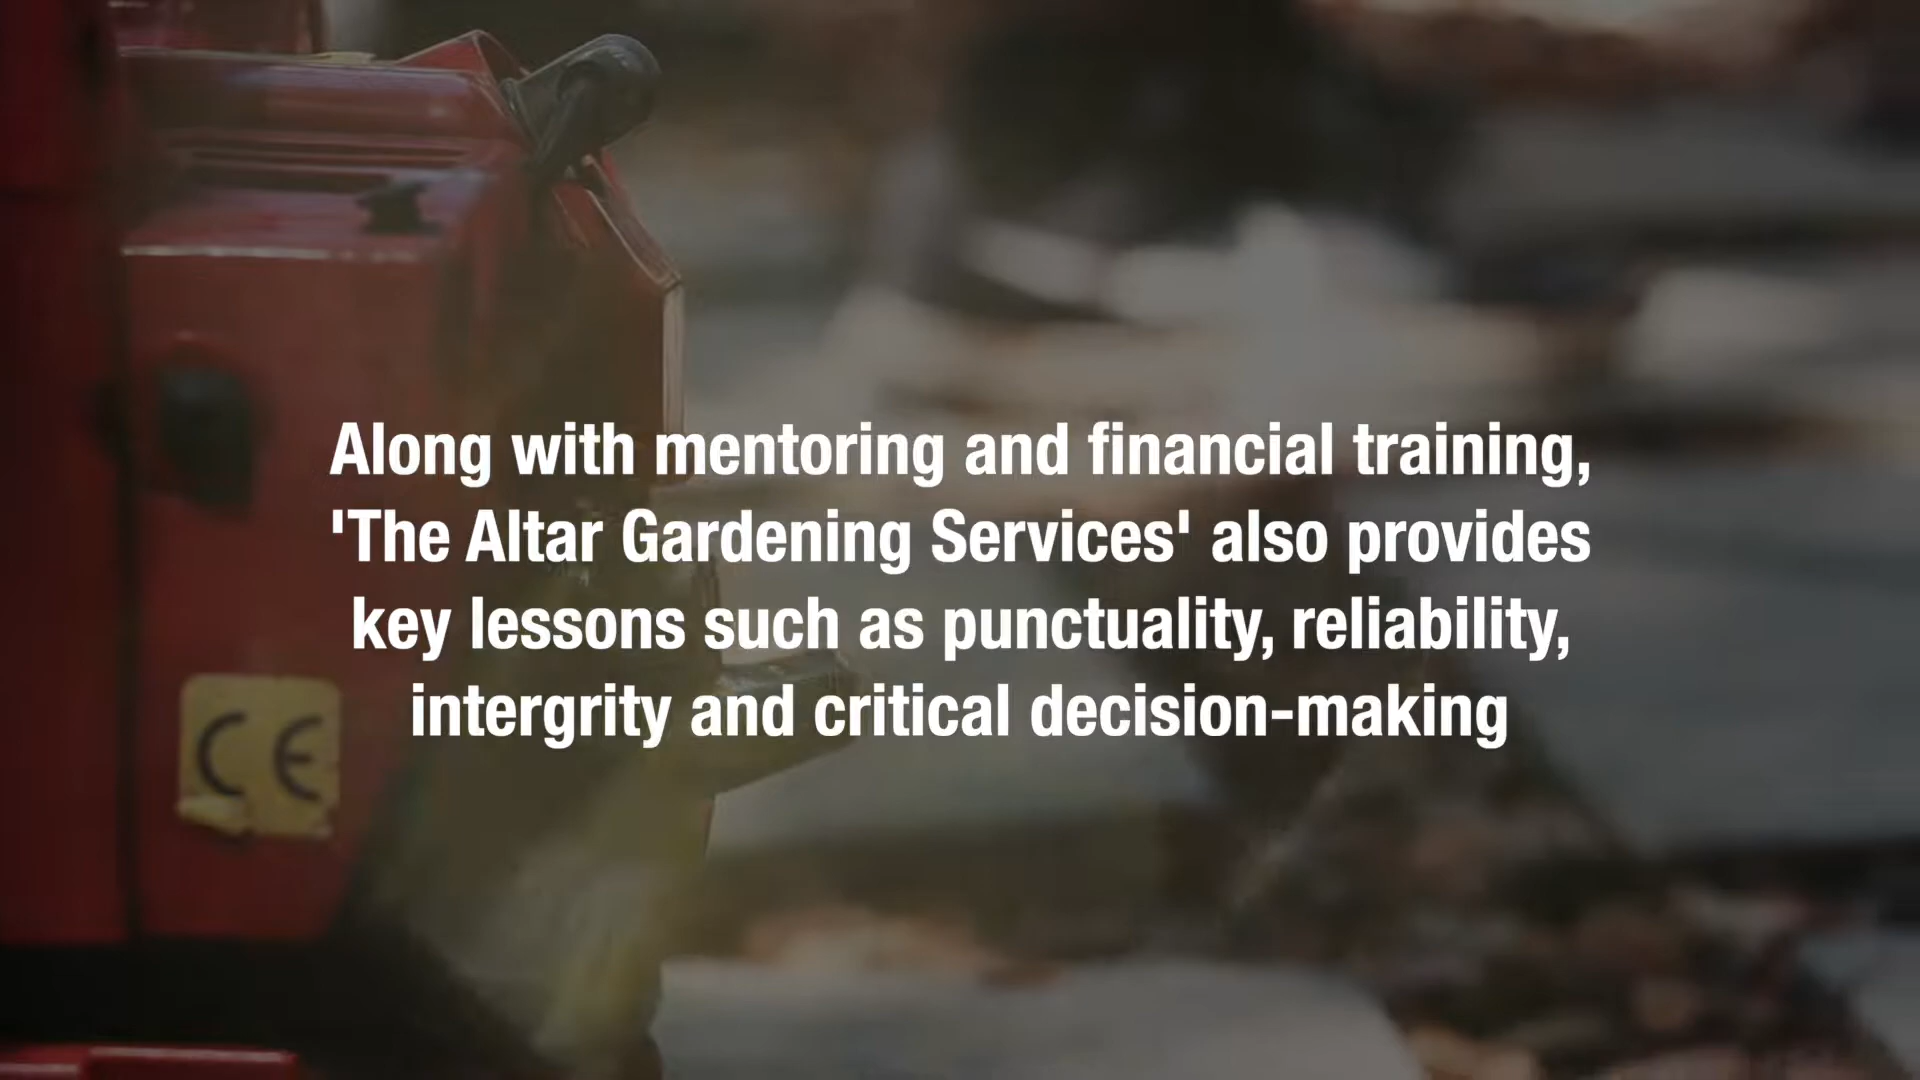 Along with mentoring and financial training,
'The Altar Gardening Services' also provides
key lessons such as punctuality, reliability,
intergrity and critical decision-making
CE